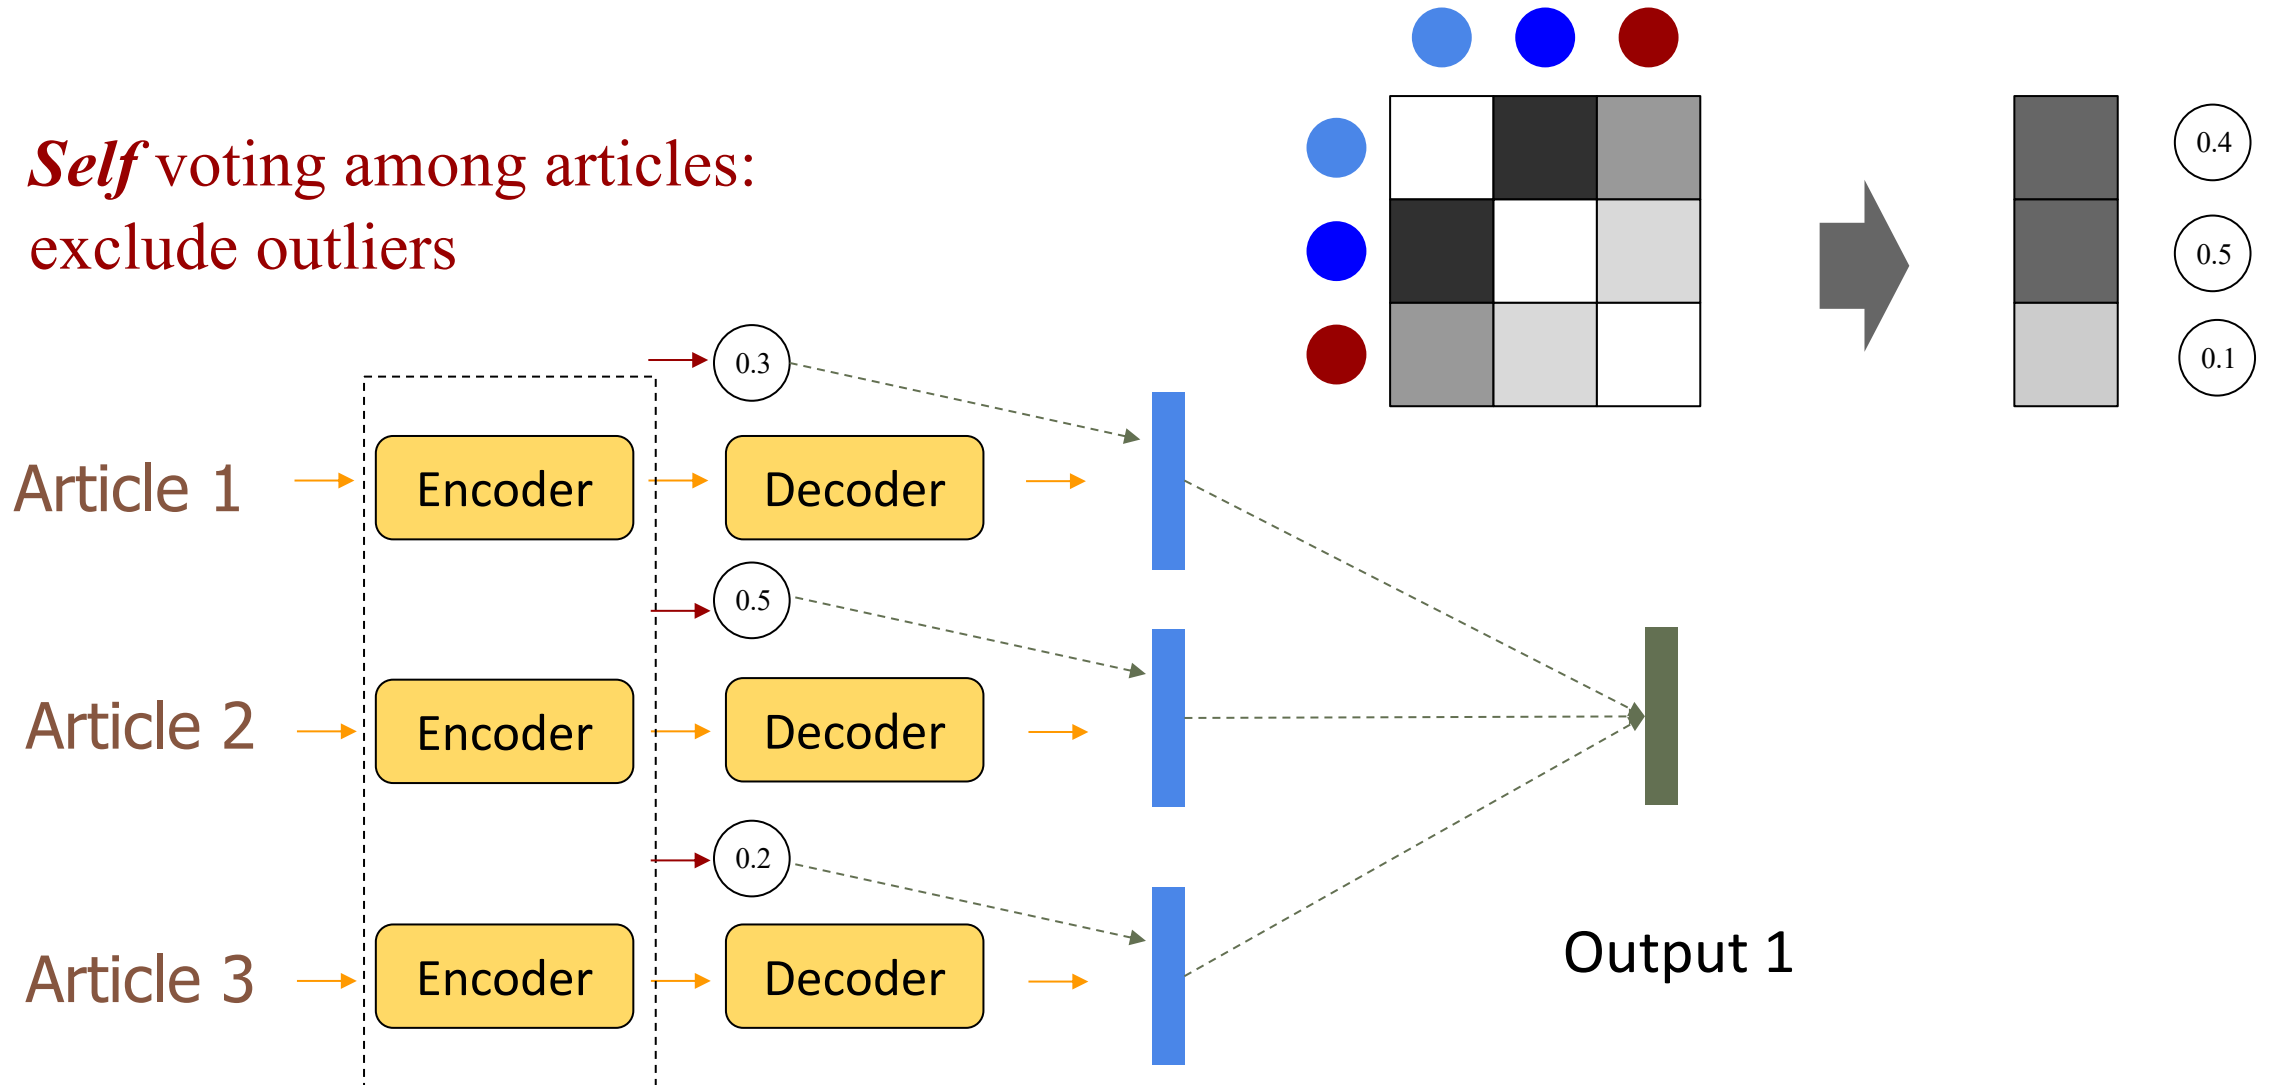 Self voting among articles:
exclude outliers
0.4
0.5
0.1
0.3
Article 1
Encoder
Decoder
0.5
Article 2
Encoder
Decoder
0.2
Article 3
Encoder
Decoder
Output 1